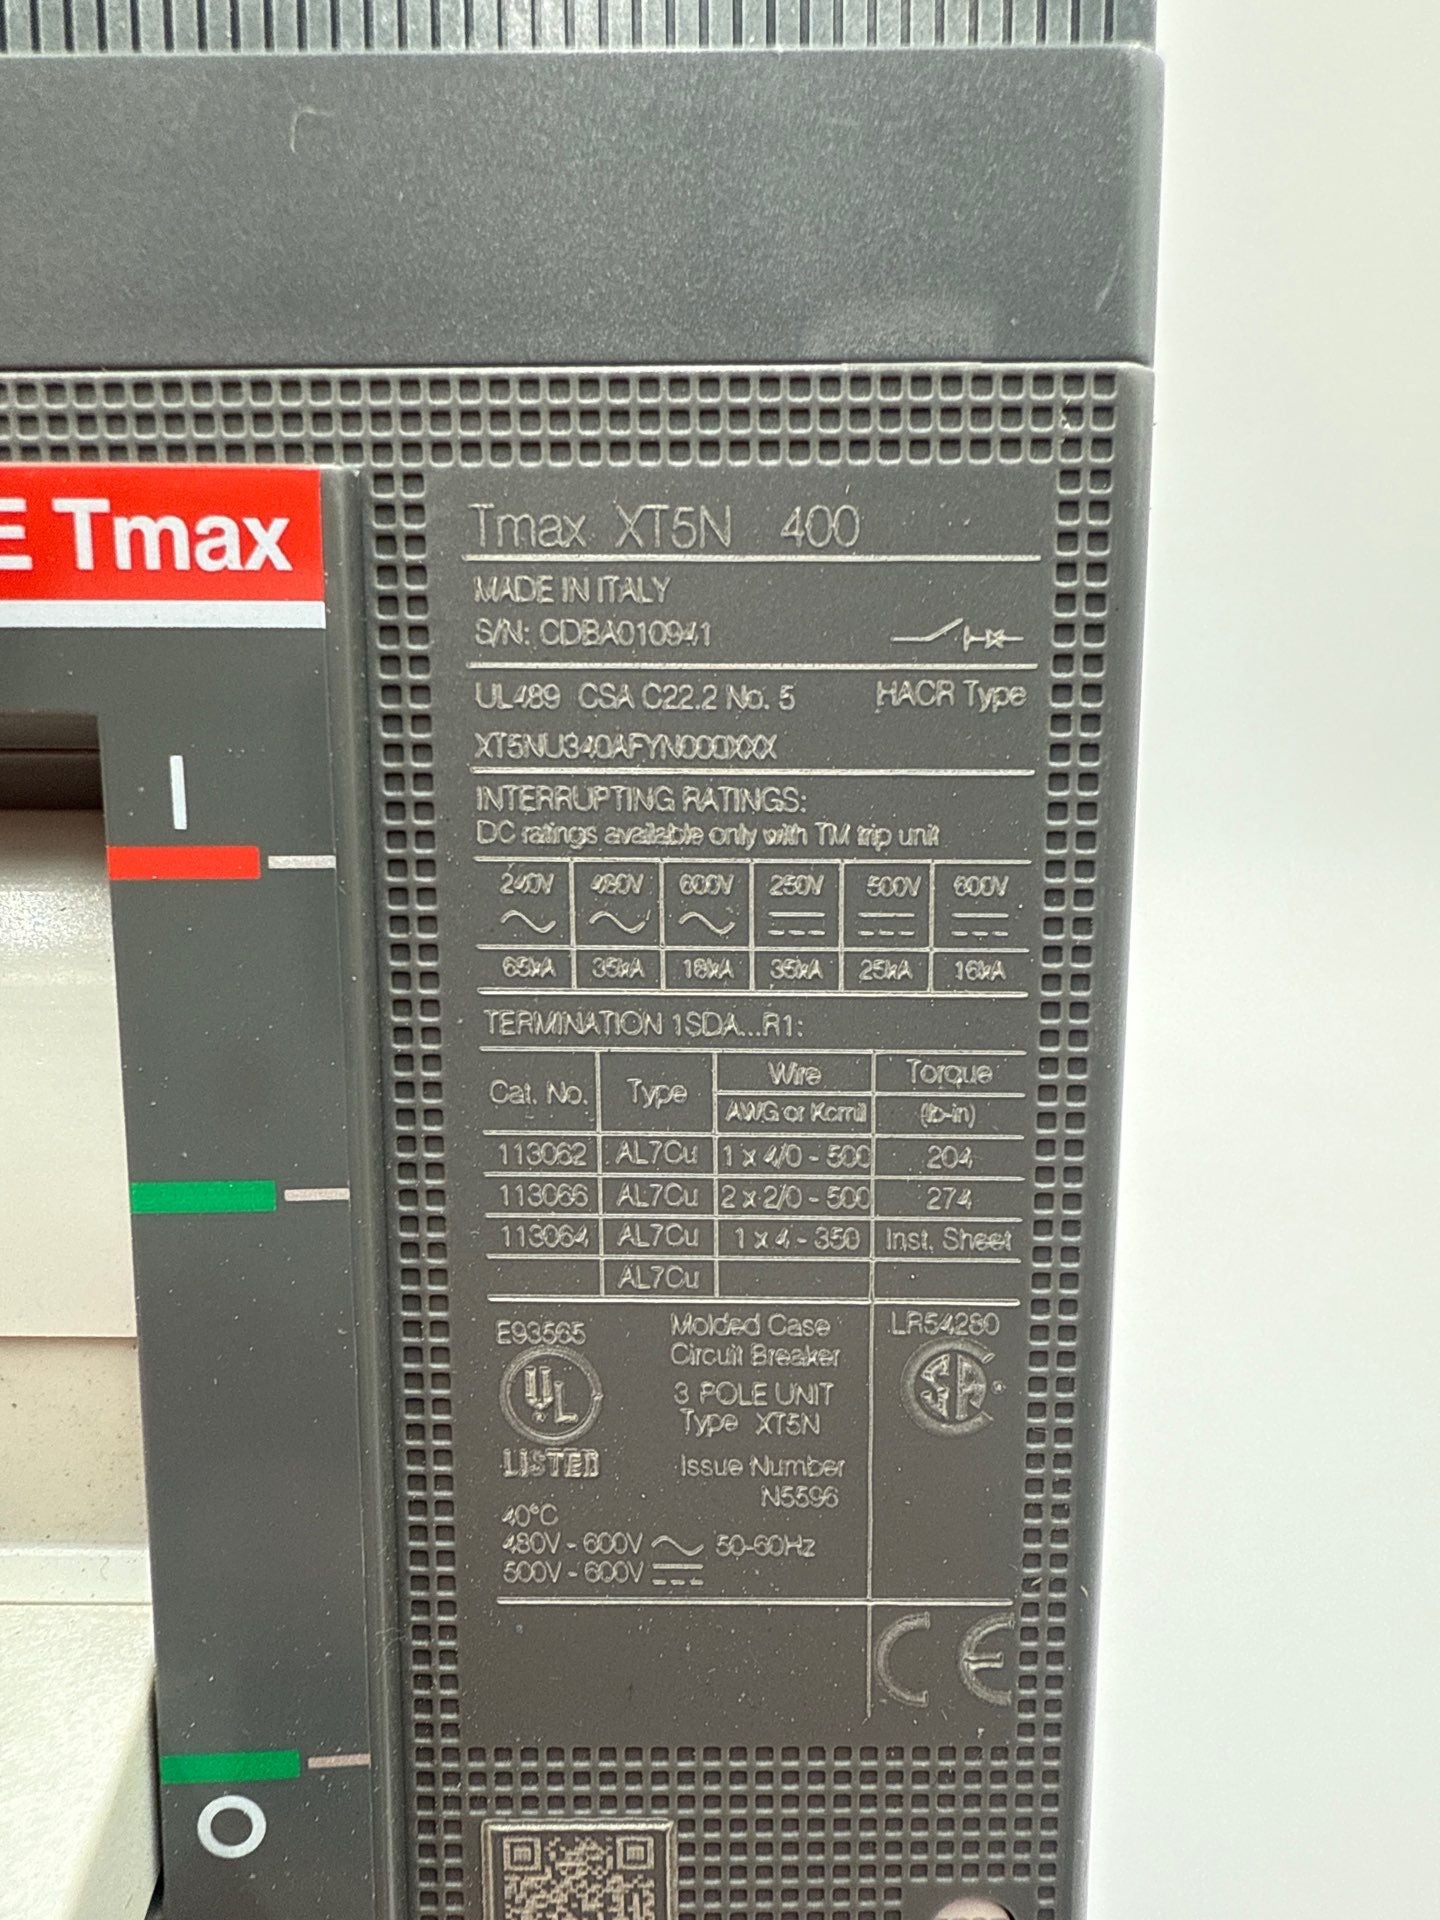 E Tmax
I
O
Tmax XT5N 400
MADE IN ITALY
S/N: CDBA010941
UL489 CSA C22.2 No. 5 HACR Type
XT5NU340AFYN000XXX
INTERRUPTING RATINGS:
DC ratings available only with TM trip unit
240V 480V 600V 250V 500V 600V
65kA 35kA 18kA 35kA 25kA 16kA
TERMINATION 1SDA...R1:
Cat. No. Type Wire Torque
AWG or Kcmil (lb-in)
113062 AL7Cu 1 x 4/0 - 500 204
113066 AL7Cu 2 x 2/0 - 500 274
113064 AL7Cu 1 x 4 - 350 Inst. Sheet
AL7Cu
E93565 Molded Case LR54280
Circuit Breaker
UL 3 POLE UNIT SA
Type XT5N
LISTED Issue Number
N5596
40°C
480V - 600V 50-60Hz
500V - 600V
CE